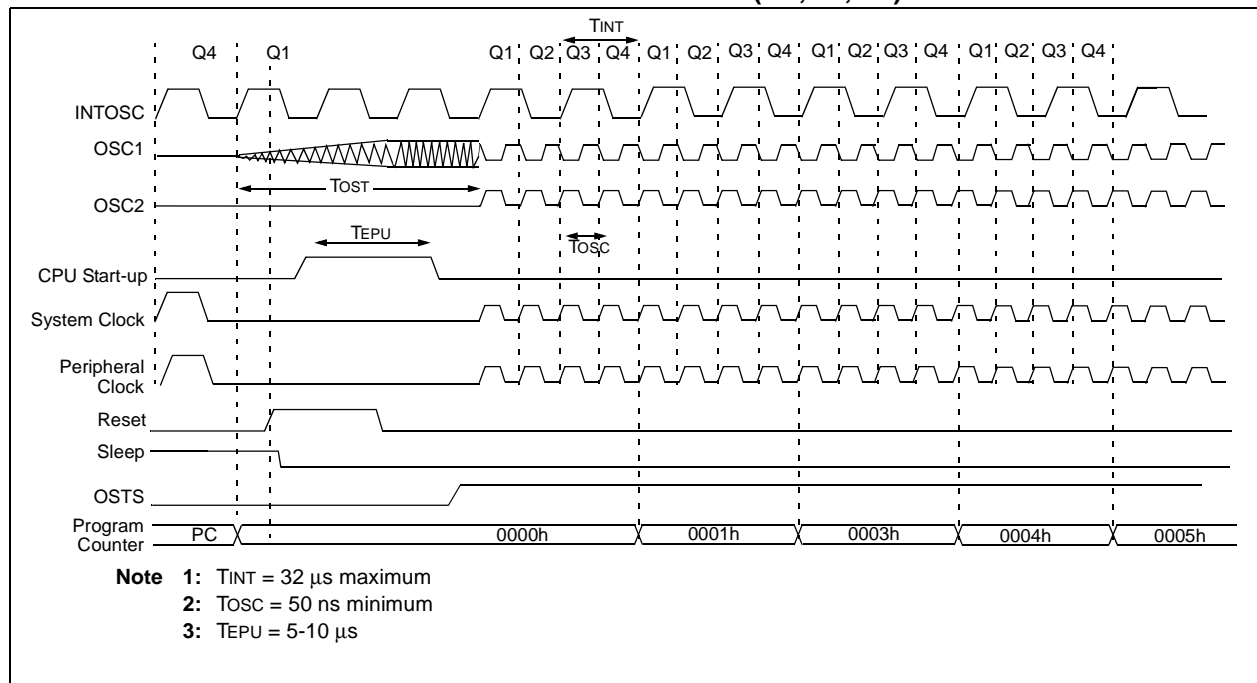 TINT
Q4 Q1 Q1 Q2 Q3 Q4 Q1 Q2 Q3 Q4 Q1 Q2 Q3 Q4 Q1 Q2 Q3 Q4
INTOSC
OSC1
TOST
OSC2
TEPU
TOSC
CPU Start-up
System Clock
Peripheral
Clock
Reset
Sleep
OSTS
Program
Counter
PC 0000h 0001h 0003h 0004h 0005h
Note 1: TINT = 32 µs maximum
2: TOSC = 50 ns minimum
3: TEPU = 5-10 µs